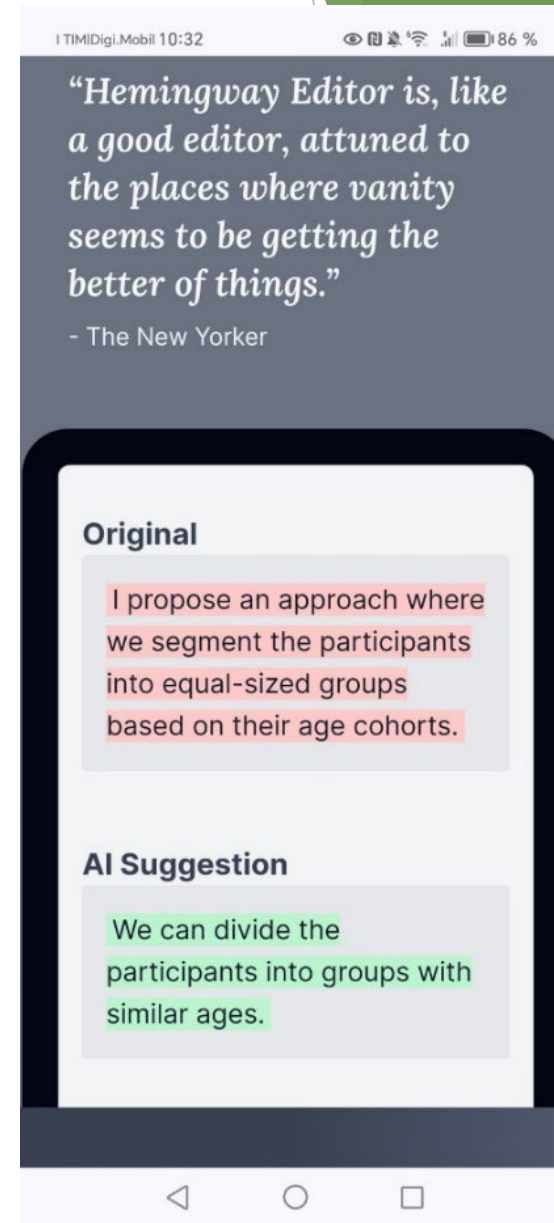 I TIM|Digi.Mobil 10:32 86 %
“Hemingway Editor is, like
a good editor, attuned to
the places where vanity
seems to be getting the
better of things.”
- The New Yorker
Original
I propose an approach where
we segment the participants
into equal-sized groups
based on their age cohorts.
AI Suggestion
We can divide the
participants into groups with
similar ages.